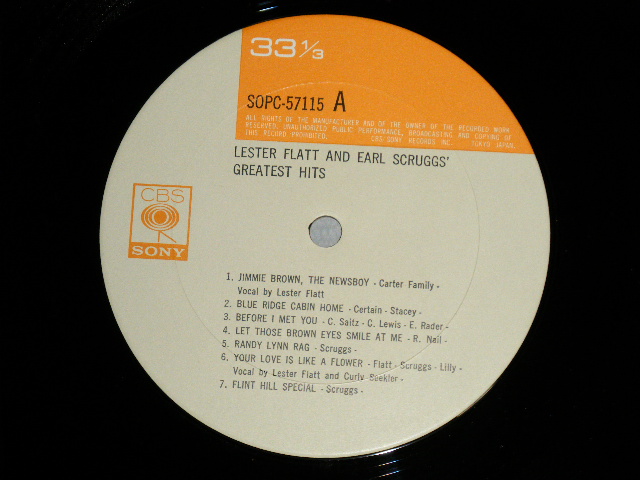 33 1/3
SOPC-57115 A
ALL RIGHTS OF THE MANUFACTURER AND OF THE OWNER OF THE RECORDED WORK
RESERVED. UNAUTHORIZED PUBLIC PERFORMANCE, BROADCASTING AND COPYING OF
THIS RECORD PROHIBITED. CBS/SONY RECORDS INC. TOKYO JAPAN.
LESTER FLATT AND EARL SCRUGGS'
GREATEST HITS
CBS
SONY
1. JIMMIE BROWN, THE NEWSBOY - Carter Family -
Vocal by Lester Flatt
2. BLUE RIDGE CABIN HOME - Certain - Stacey -
3. BEFORE I MET YOU - C. Saitz - C. Lewis - E. Rader -
4. LET THOSE BROWN EYES SMILE AT ME - R. Nail -
5. RANDY LYNN RAG - Scruggs -
6. YOUR LOVE IS LIKE A FLOWER - Flatt - Scruggs - Lilly -
Vocal by Lester Flatt and Curly Seekler -
7. FLINT HILL SPECIAL - Scruggs -